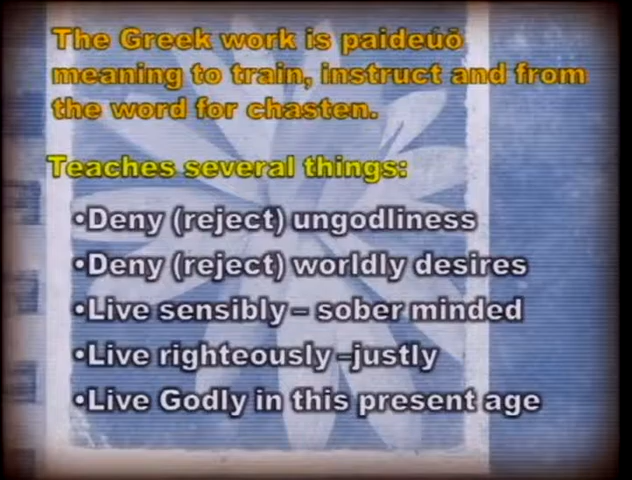 The Greek work is paideúō
meaning to train, instruct and from
the word for chasten.
Teaches several things:
•Deny (reject) ungodliness
•Deny (reject) worldly desires
•Live sensibly – sober minded
•Live righteously –justly
•Live Godly in this present age